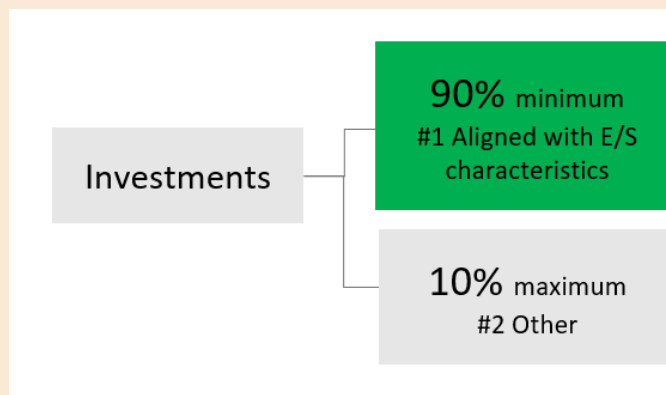 Investments
90% minimum
#1 Aligned with E/S
characteristics
10% maximum
#2 Other